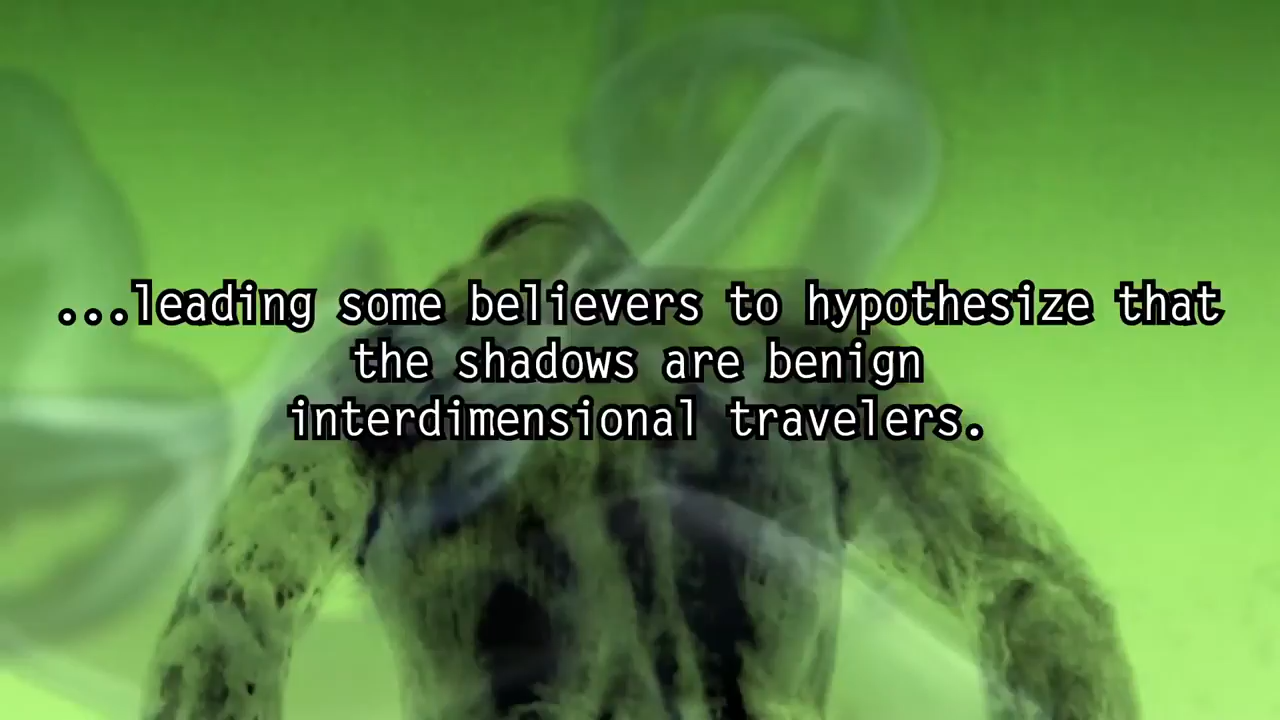 ...leading some believers to hypothesize that
the shadows are benign
interdimensional travelers.